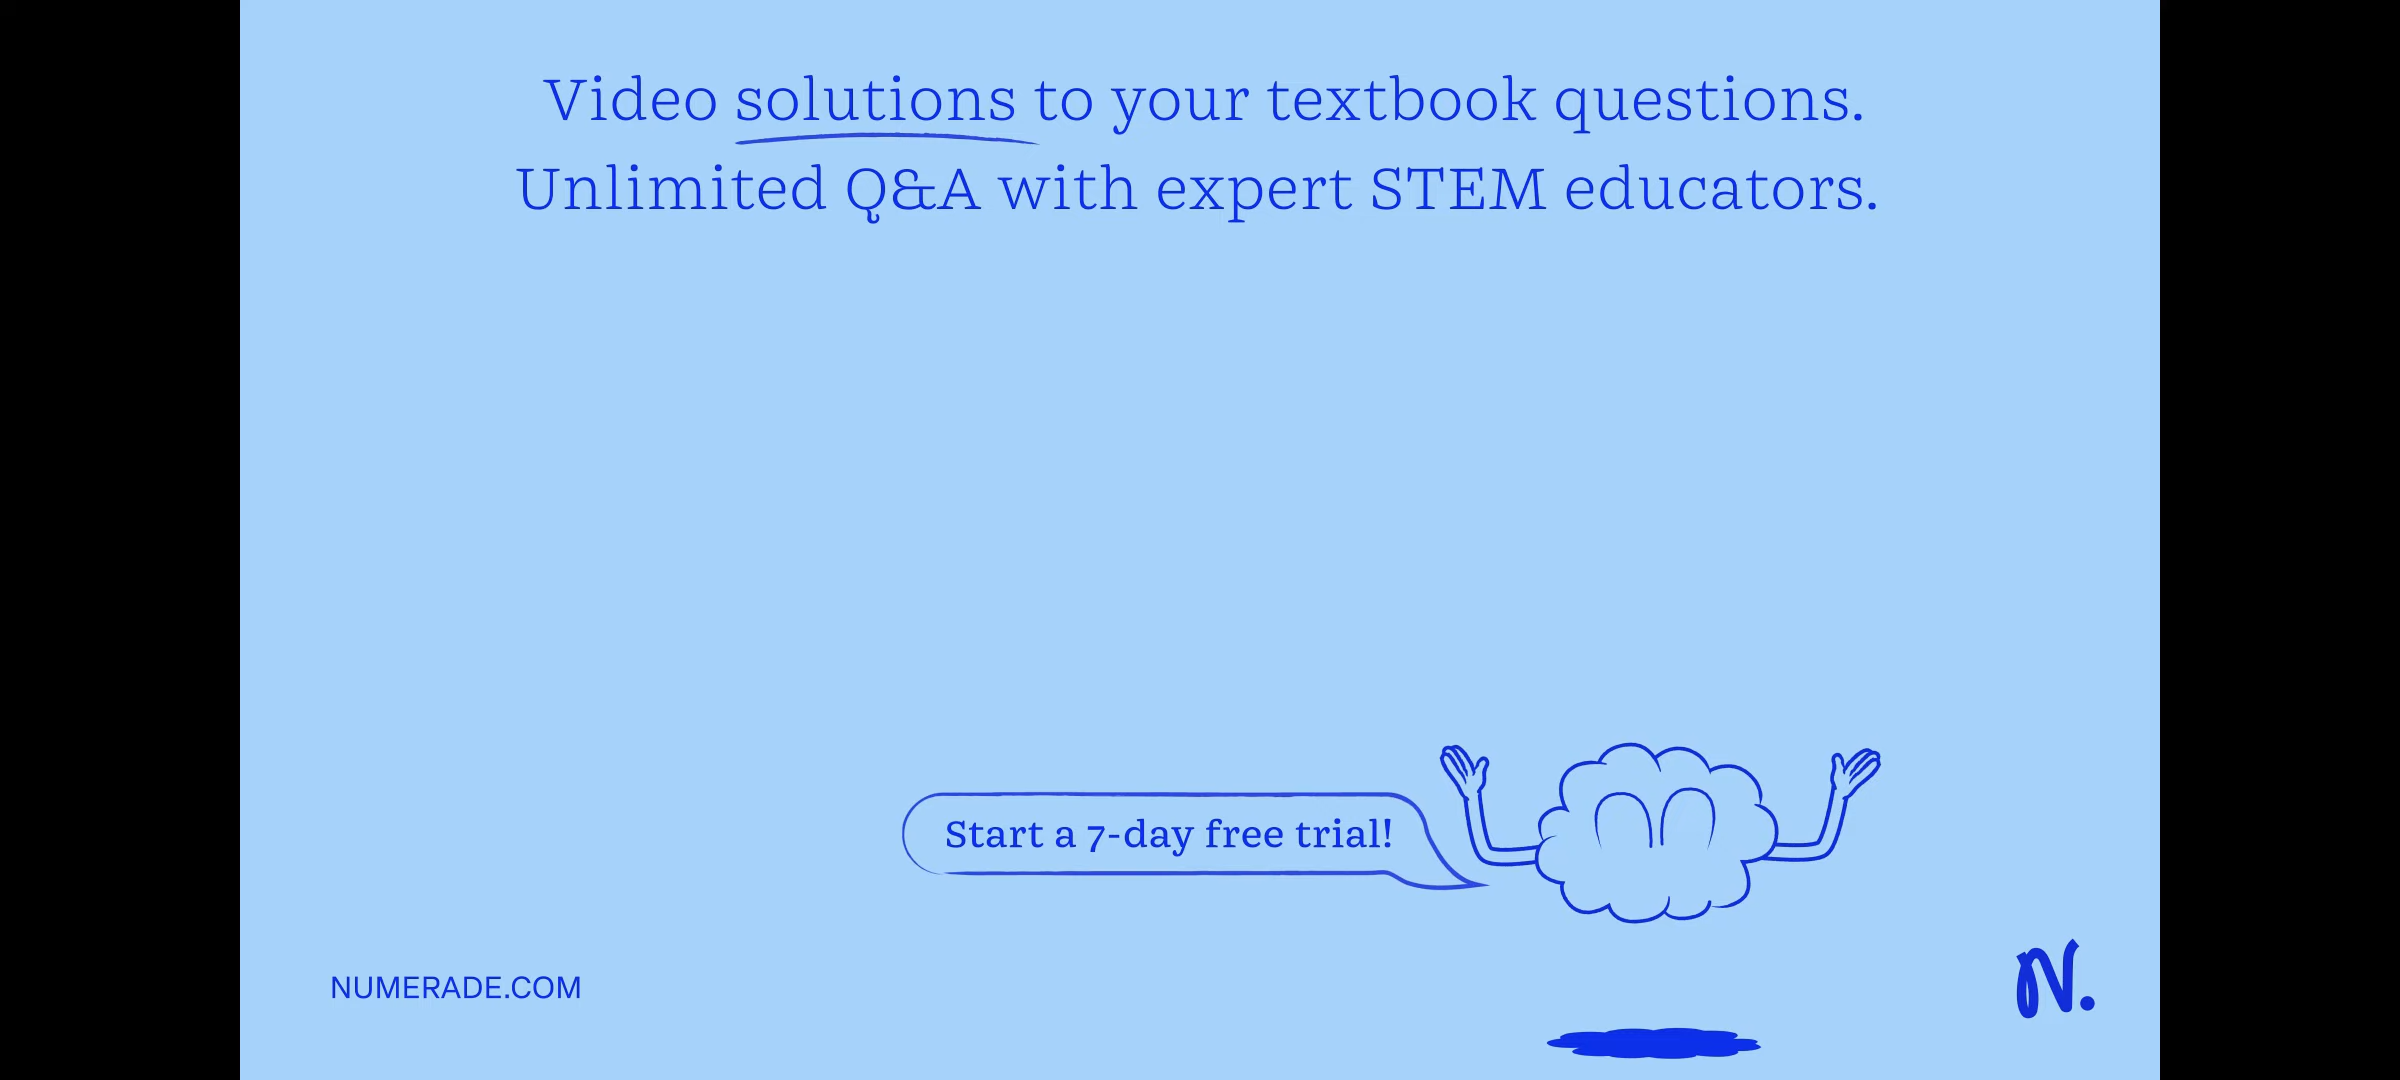 Video solutions to your textbook questions.
Unlimited Q&A with expert STEM educators.
Start a 7-day free trial!
NUMERADE.COM
N.